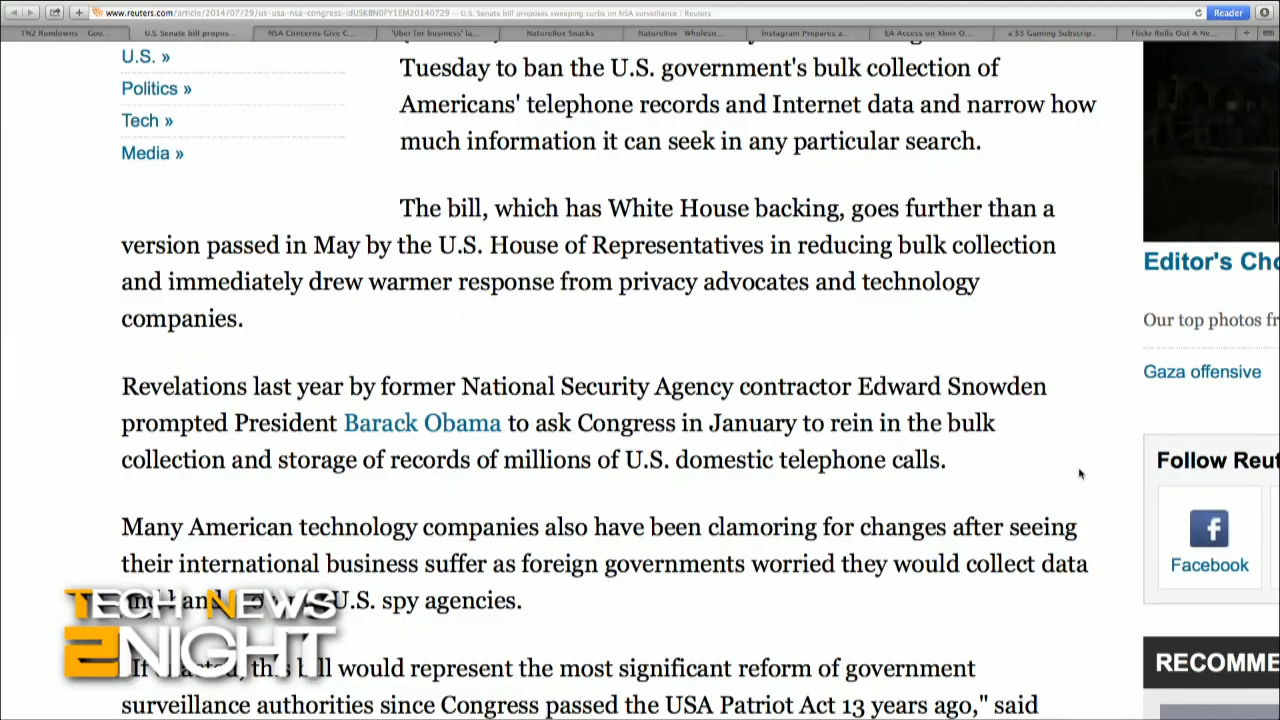 www.reuters.com/article/2014/07/29/us-usa-nsa-congress-idUSKBN0FY1EM20140729 — U.S. Senate bill proposes sweeping curbs on NSA surveillance | Reuters
Reader
TN2 Rundowns Goo...
U.S. Senate bill propos...
NSA Concerns Give C...
'Uber for business' la...
NatureBox Snacks
NatureBox Wholeso...
Instagram Prepares a...
EA Access on Xbox O...
a $5 Gaming Subscrip...
Flickr Rolls Out A Ne...
U.S. »
Politics »
Tech »
Media »
Tuesday to ban the U.S. government's bulk collection of
Americans' telephone records and Internet data and narrow how
much information it can seek in any particular search.
The bill, which has White House backing, goes further than a
version passed in May by the U.S. House of Representatives in reducing bulk collection
and immediately drew warmer response from privacy advocates and technology
companies.
Revelations last year by former National Security Agency contractor Edward Snowden
prompted President Barack Obama to ask Congress in January to rein in the bulk
collection and storage of records of millions of U.S. domestic telephone calls.
Many American technology companies also have been clamoring for changes after seeing
their international business suffer as foreign governments worried they would collect data
U.S. spy agencies.
this bill would represent the most significant reform of government
surveillance authorities since Congress passed the USA Patriot Act 13 years ago," said
TECH NEWS
2NIGHT
Editor's Cho
Our top photos fr
Gaza offensive
Follow Reut
f
Facebook
RECOMME